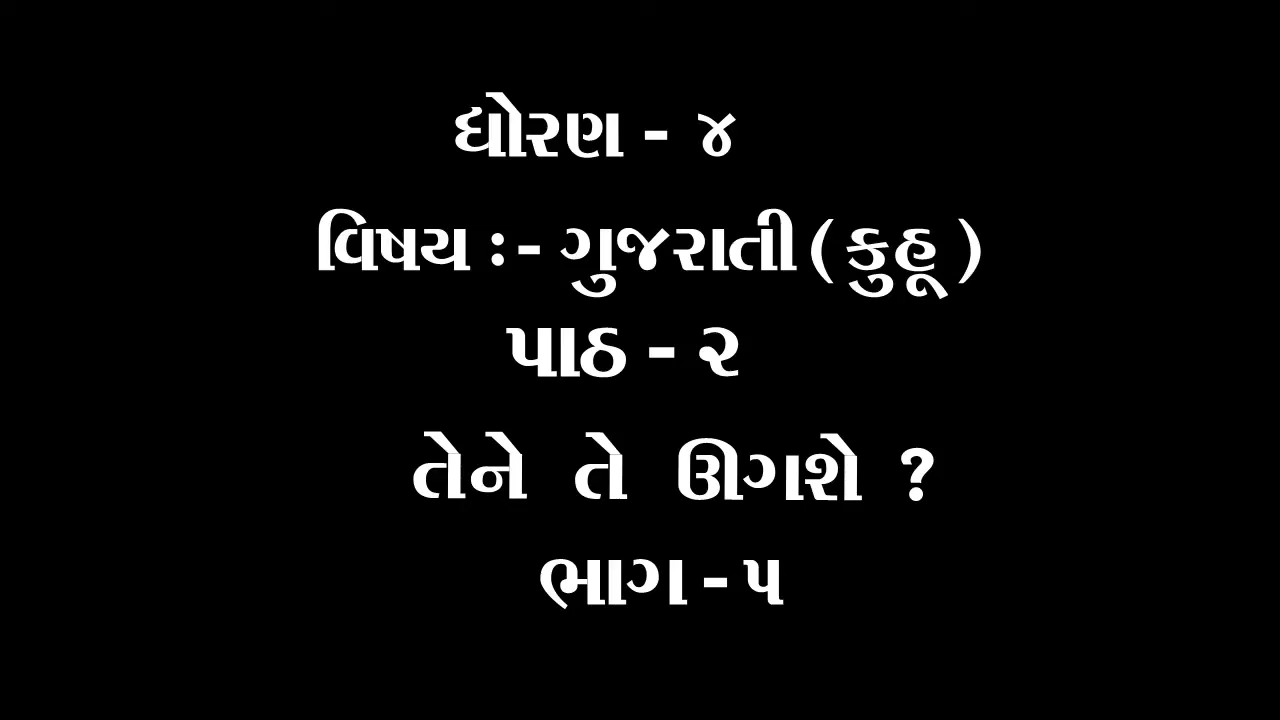 ધોરણ - ૪
વિષય :- ગુજરાતી ( કુહૂ )
પાઠ - ૨
તેને તે ઊગશે ?
ભાગ - ૫